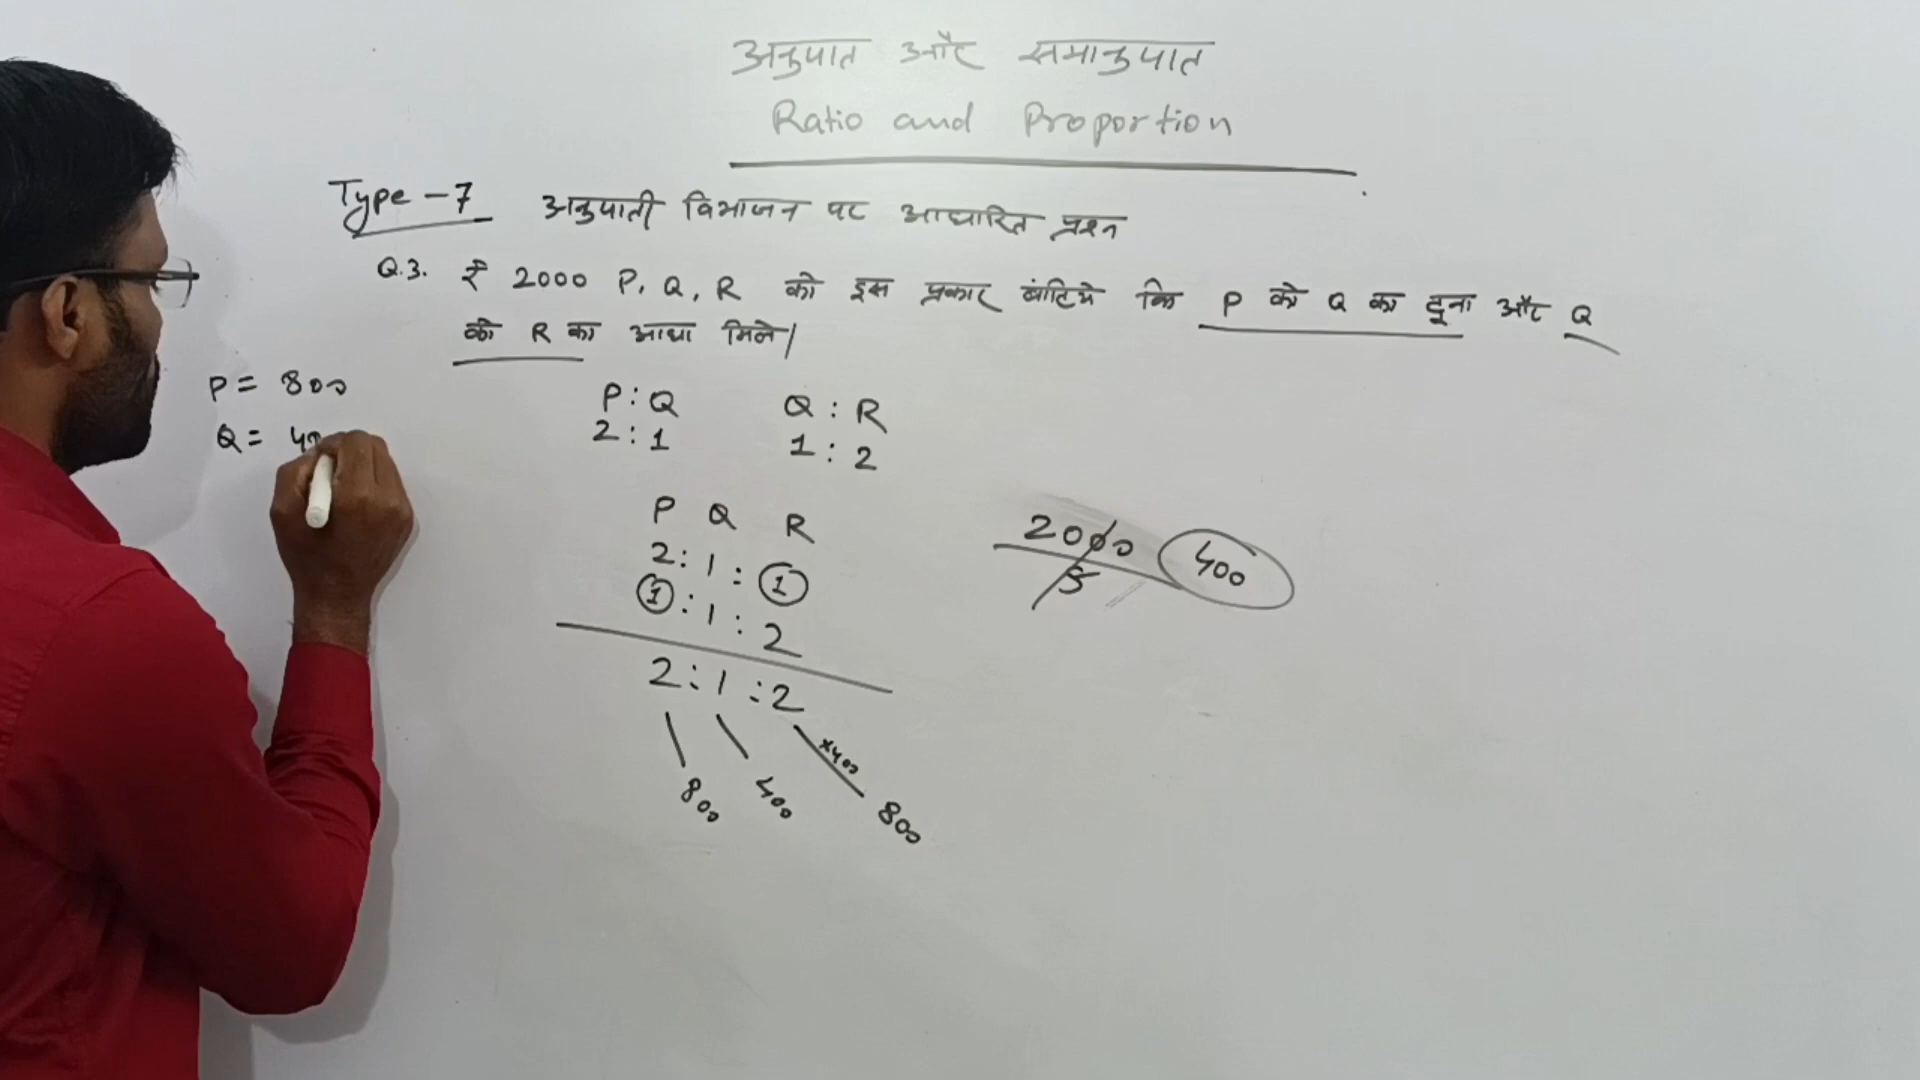 अनुपात और समानुपात
Ratio and Proportion
Type-7 अनुपाती विभाजन पर आधारित प्रश्न
Q.3. ₹ 2000 P, Q, R को इस प्रकार बांटिये कि P को Q का दूना और Q
को R का आधा मिले|
P = 800
Q =
P : Q
2 : 1
Q : R
1 : 2
P Q R
2 : 1 : 1
1 : 1 : 2
2 : 1 : 2
×400
800 400 800
2000
5
400